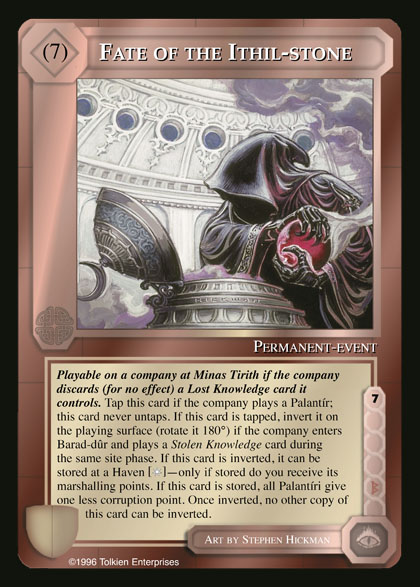 (7)
FATE OF THE ITHIL-STONE
PERMANENT-EVENT
Playable on a company at Minas Tirith if the company
discards (for no effect) a Lost Knowledge card it
controls. Tap this card if the company plays a Palantír;
this card never untaps. If this card is tapped, invert it on
the playing surface (rotate it 180°) if the company enters
Barad-dûr and plays a Stolen Knowledge card during
the same site phase. If this card is inverted, it can be
stored at a Haven [ ]—only if stored do you receive its
marshalling points. If this card is stored, all Palantíri give
one less corruption point. Once inverted, no other copy of
this card can be inverted.
7
ART BY STEPHEN HICKMAN
©1996 Tolkien Enterprises